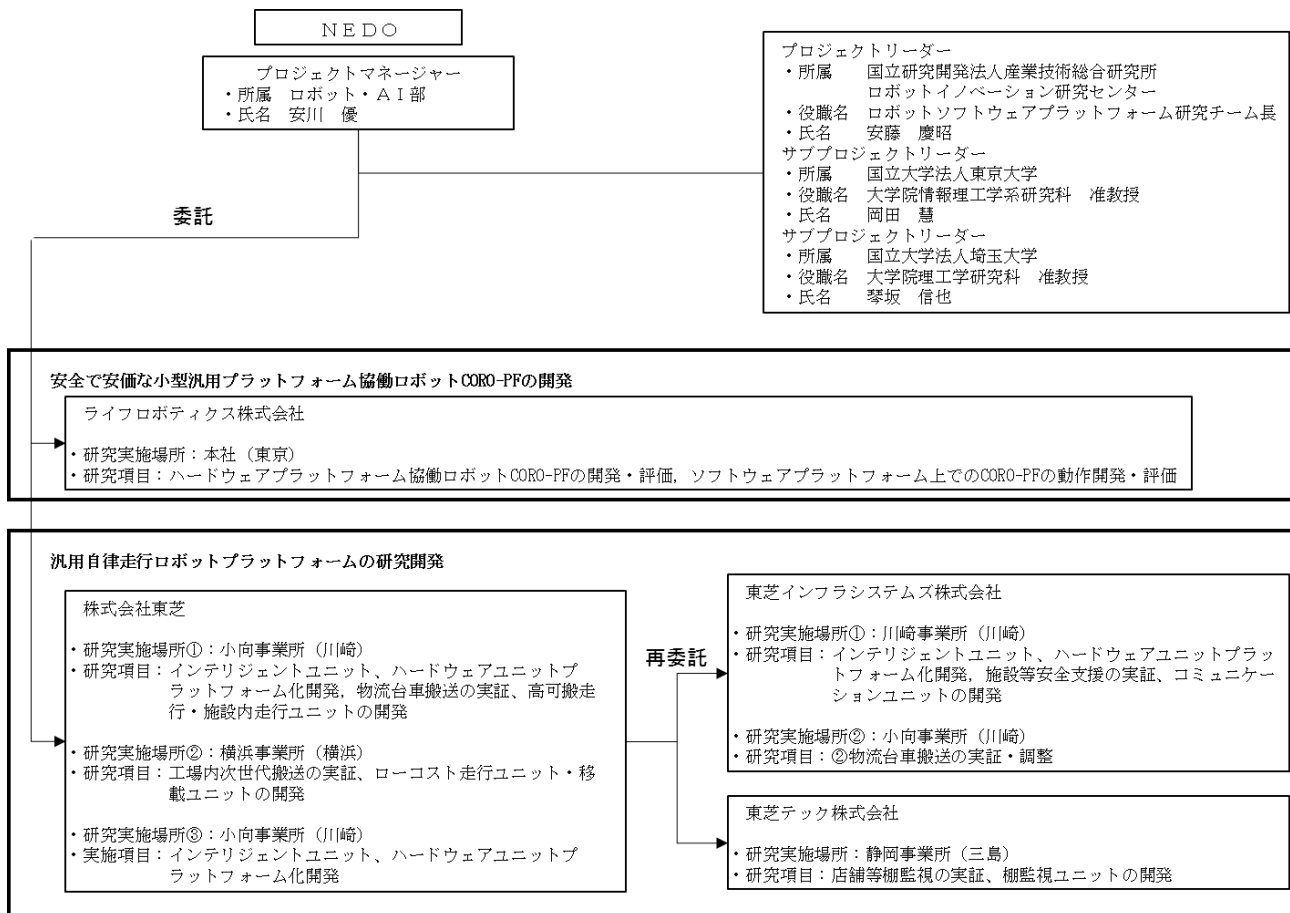 ＮＥＤＯ
プロジェクトマネージャー
・所属　ロボット・ＡＩ部
・氏名　安川　優
プロジェクトリーダー
・所属　国立研究開発法人産業技術総合研究所
ロボットイノベーション研究センター
・役職名　ロボットソフトウェアプラットフォーム研究チーム長
・氏名　安藤　慶昭
サブプロジェクトリーダー
・所属　国立大学法人東京大学
・役職名　大学院情報理工学系研究科　准教授
・氏名　岡田　慧
サブプロジェクトリーダー
・所属　国立大学法人埼玉大学
・役職名　大学院理工学研究科　准教授
・氏名　琴坂　信也
委託
安全で安価な小型汎用プラットフォーム協働ロボットCORO-PFの開発
ライフロボティクス株式会社
・研究実施場所：本社（東京）
・研究項目：ハードウェアプラットフォーム協働ロボットCORO-PFの開発・評価，ソフトウェアプラットフォーム上でのCORO-PFの動作開発・評価
汎用自律走行ロボットプラットフォームの研究開発
株式会社東芝
・研究実施場所①：小向事業所（川崎）
・研究項目：インテリジェントユニット、ハードウェアユニットプ
ラットフォーム化開発，物流台車搬送の実証、高可搬走
行・施設内走行ユニットの開発
・研究実施場所②：横浜事業所（横浜）
・研究項目：工場内次世代搬送の実証、ローコスト走行ユニット・移
載ユニットの開発
・研究実施場所③：小向事業所（川崎）
・実施項目：インテリジェントユニット、ハードウェアユニットプ
ラットフォーム化開発
再委託
東芝インフラシステムズ株式会社
・研究実施場所①：川崎事業所（川崎）
・研究項目：インテリジェントユニット、ハードウェアユニットプラッ
トフォーム化開発，施設等安全支援の実証、コミュニケー
ションユニットの開発
・研究実施場所②：小向事業所（川崎）
・研究項目：②物流台車搬送の実証・調整
東芝テック株式会社
・研究実施場所：静岡事業所（三島）
・研究項目：店舗等棚監視の実証、棚監視ユニットの開発